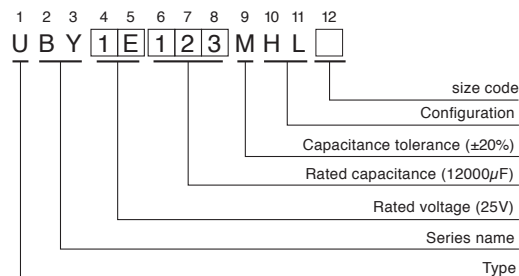 1 2 3 4 5 6 7 8 9 10 11 12
U B Y 1 E 1 2 3 M H L
size code
Configuration
Capacitance tolerance (±20%)
Rated capacitance (12000µF)
Rated voltage (25V)
Series name
Type